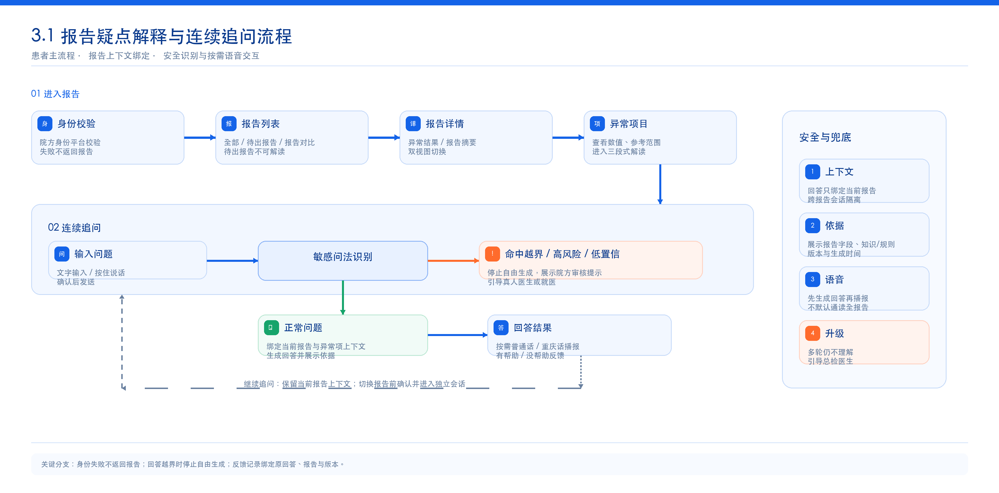 3.1 报告疑点解释与连续追问流程
患者主流程 · 报告上下文绑定 · 安全识别与按需语音交互
01 进入报告
身 身份校验
院方身份平台校验
失败不返回报告
报 报告列表
全部 / 待出报告 / 报告对比
待出报告不可解读
详 报告详情
异常结果 / 报告摘要
双视图切换
项 异常项目
查看数值、参考范围
进入三段式解读
02 连续追问
问 输入问题
文字输入 / 按住说话
确认后发送
敏感问法识别
! 命中越界 / 高风险 / 低置信
停止自由生成，展示院方审核提示
引导真人医生或就医
正常问题
绑定当前报告与异常项上下文
生成回答并展示依据
答 回答结果
按需普通话 / 重庆话播报
有帮助 / 没帮助反馈
继续追问：保留当前报告上下文；切换报告前确认并进入独立会话
安全与兜底
1 上下文
回答只绑定当前报告
跨报告会话隔离
2 依据
展示报告字段、知识/规则
版本与生成时间
3 语音
先生成回答再播报
不默认通读全报告
4 升级
多轮仍不理解
引导总检医生
关键分支：身份失败不返回报告；回答越界时停止自由生成；反馈记录绑定原回答、报告与版本。